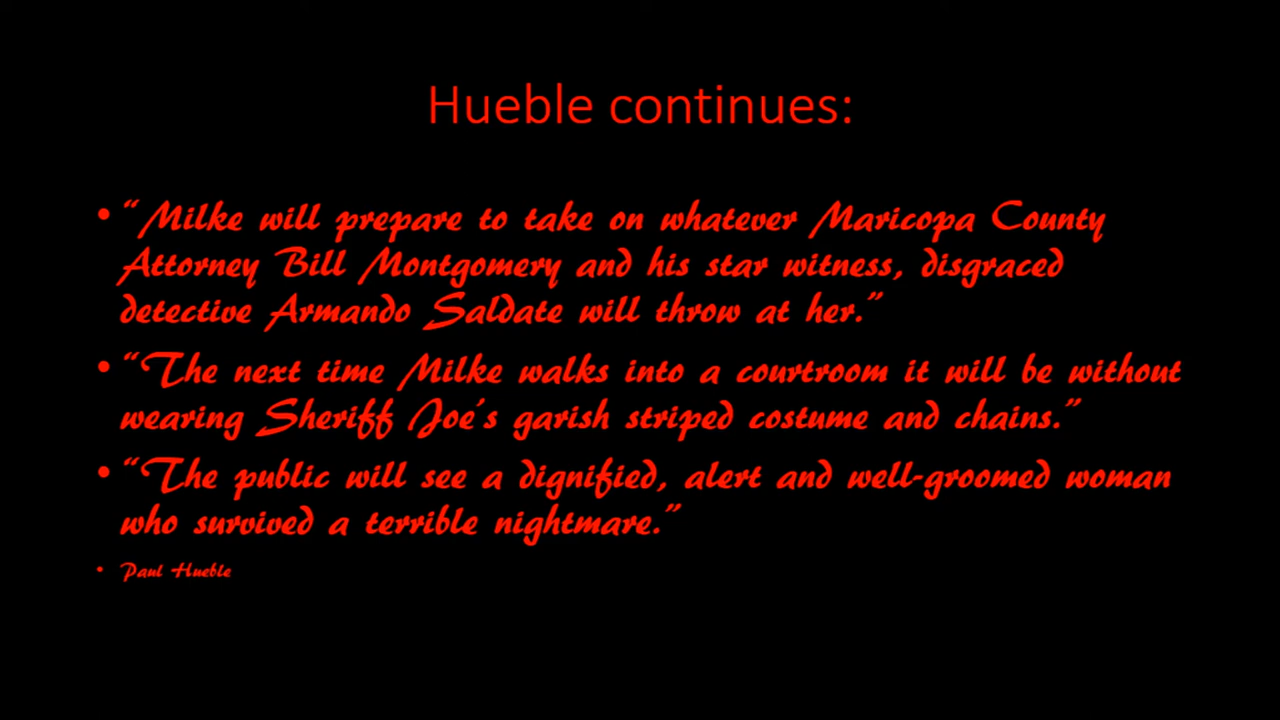 Hueble continues:
• “Milke will prepare to take on whatever Maricopa County
Attorney Bill Montgomery and his star witness, disgraced
detective Armando Saldate will throw at her.”
• “The next time Milke walks into a courtroom it will be without
wearing Sheriff Joe’s garish striped costume and chains.”
• “The public will see a dignified, alert and well-groomed woman
who survived a terrible nightmare.”
• Paul Hueble